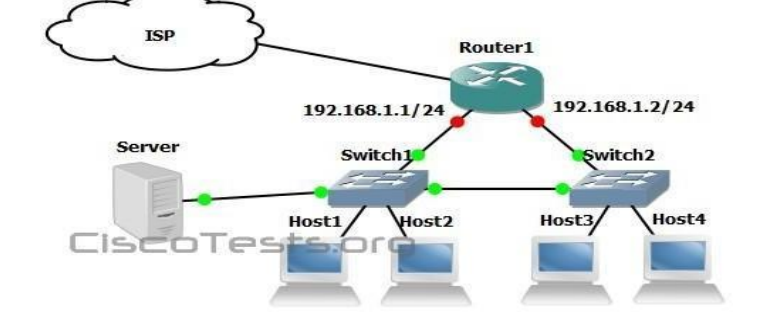 ISP
Router1
192.168.1.1/24
192.168.1.2/24
Server
Switch1
Switch2
Host1
Host2
Host3
Host4
CiscoTests.org